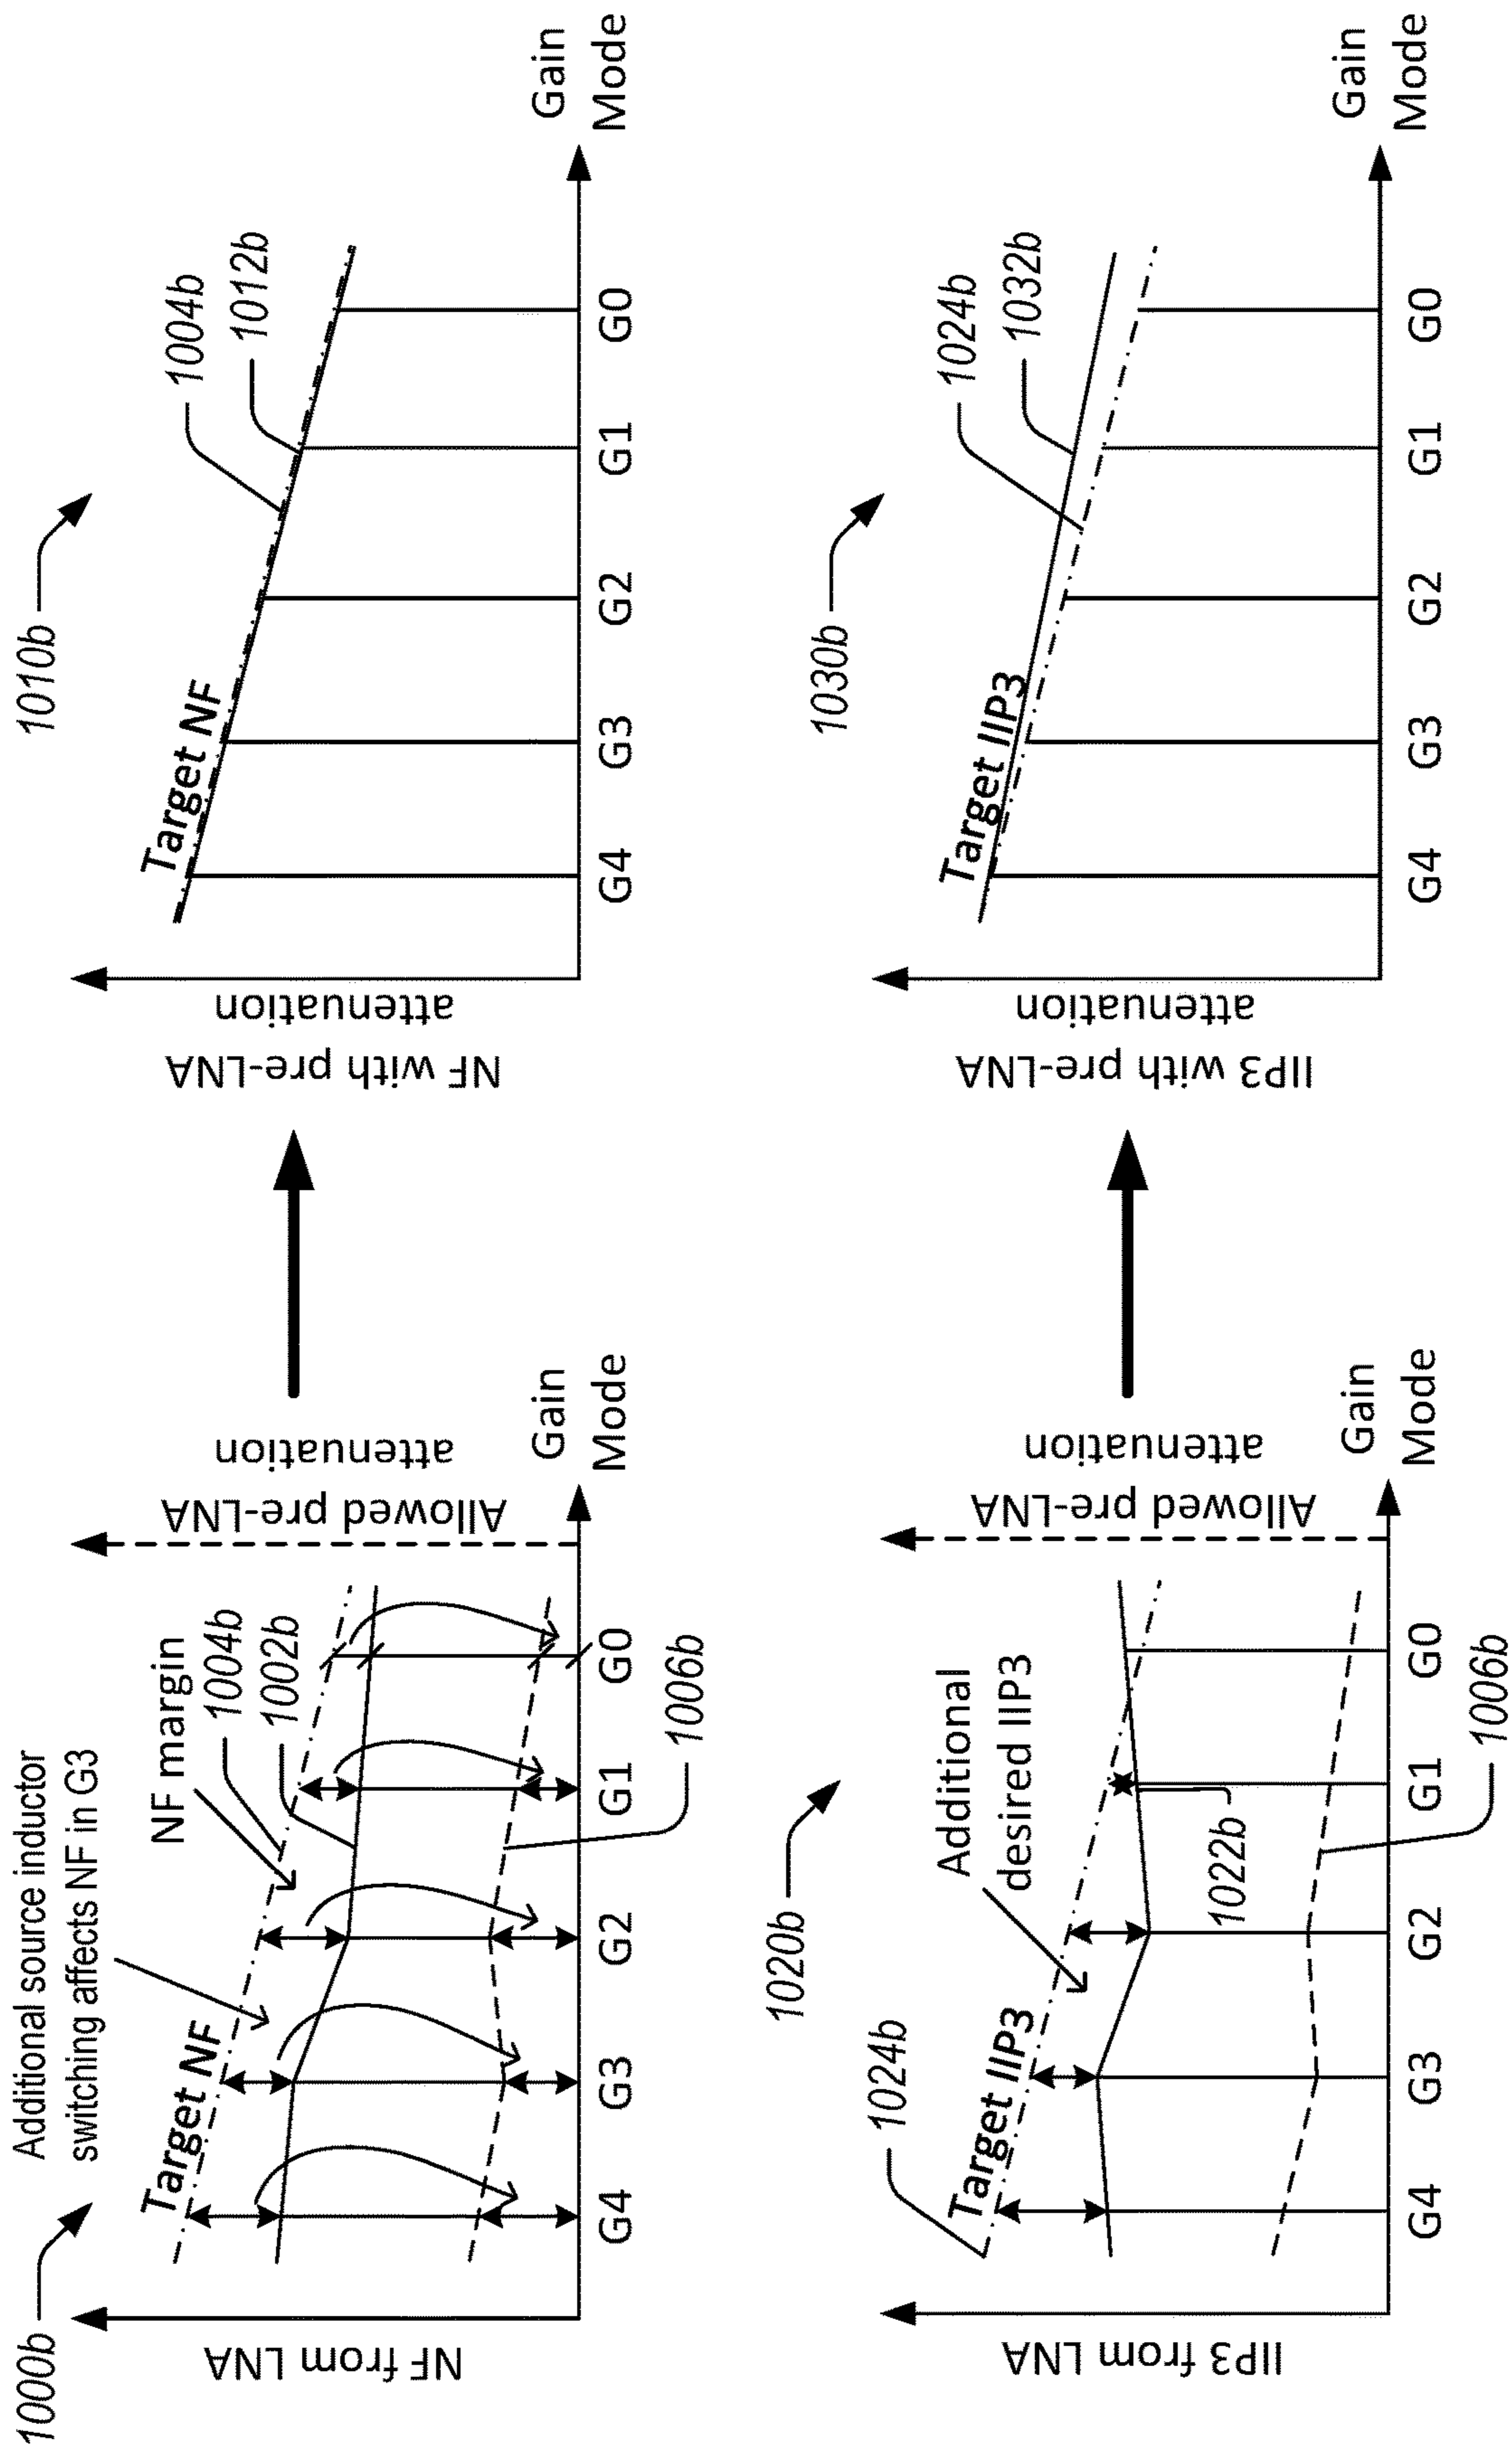 1000b
Additional source inductor
switching affects NF in G3
NF margin
1004b
1002b
Target NF
NF from LNA
G4
G3
G2
G1
G0
1006b
Gain
Mode
Allowed pre-LNA
attenuation
1010b
Target NF
1004b
1012b
NF with pre-LNA
attenuation
G4
G3
G2
G1
G0
Gain
Mode
1020b
1024b
Target IIP3
Additional
desired IIP3
1022b
IIP3 from LNA
G4
G3
G2
G1
G0
1006b
Gain
Mode
Allowed pre-LNA
attenuation
1030b
Target IIP3
1024b
1032b
IIP3 with pre-LNA
attenuation
G4
G3
G2
G1
G0
Gain
Mode